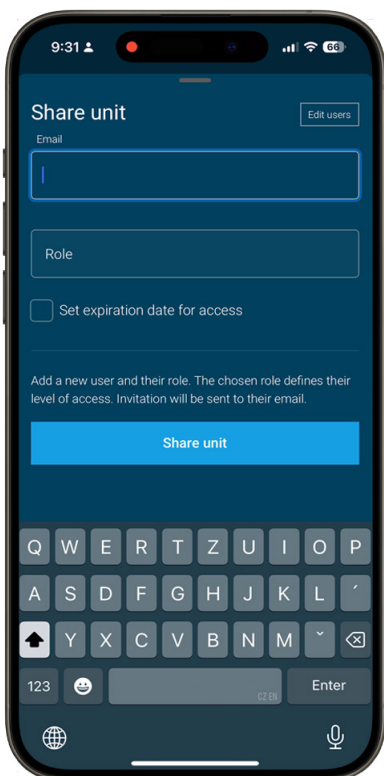 9:31
66
Share unit
Edit users
Email
Role
Set expiration date for access
Add a new user and their role. The chosen role defines their
level of access. Invitation will be sent to their email.
Share unit
Q W E R T Z U I O P
A S D F G H J K L ´
Y X C V B N M ˇ
123
CZ EN
Enter